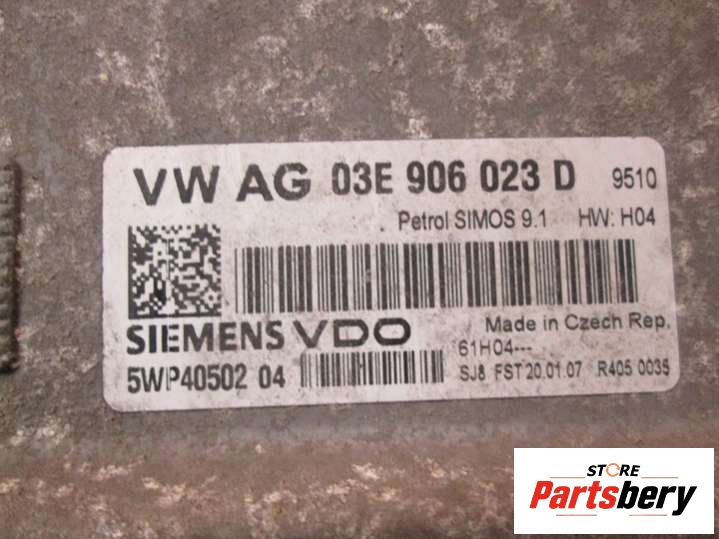 VW AG 03E 906 023 D 9510
Petrol SIMOS 9.1 HW: H04
SIEMENS VDO Made in Czech Rep.
61H04---
5WP40502 04 SJ8 FST 20.01.07 R405 0035
STORE
Partsbery